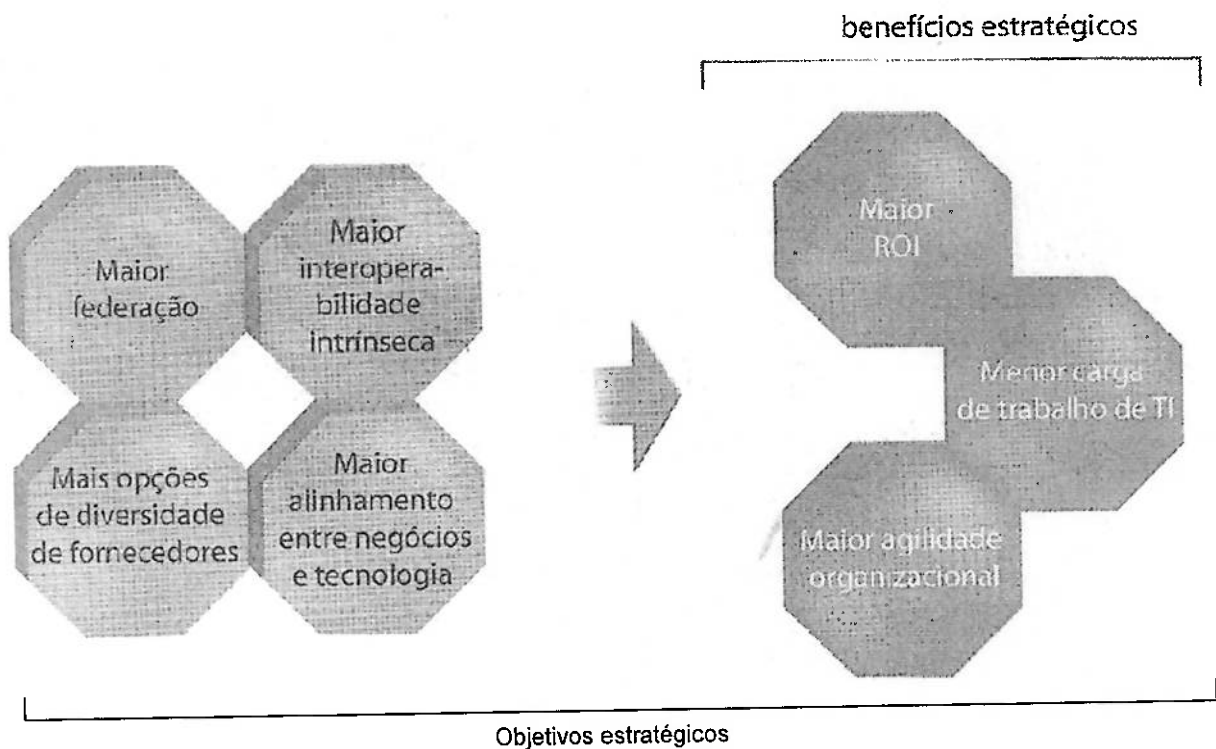 benefícios estratégicos
Maior
federação
Maior
interopera-
bilidade
intrínseca
Mais opções
de diversidade
de fornecedores
Maior
alinhamento
entre negócios
e tecnologia
Maior
ROI
Menor carga
de trabalho de TI
Maior agilidade
organizacional
Objetivos estratégicos